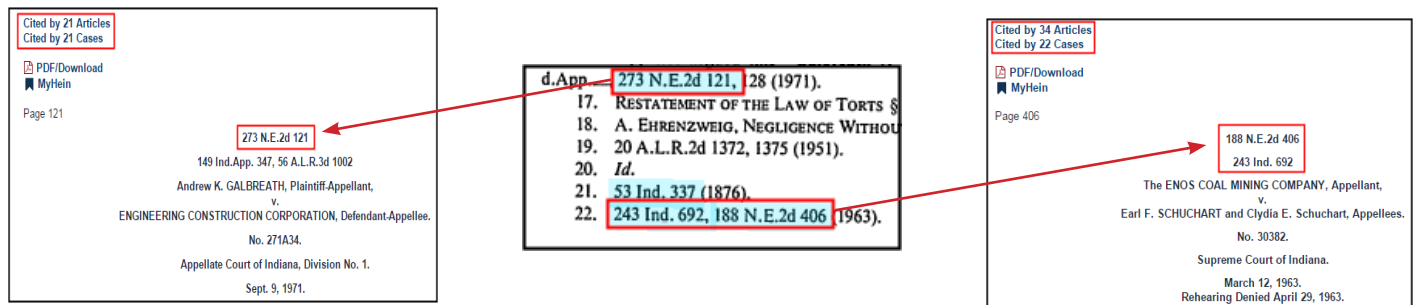 Cited by 21 Articles
Cited by 21 Cases
PDF/Download
MyHein
Page 121
273 N.E.2d 121
149 Ind.App. 347, 56 A.L.R.3d 1002
Andrew K. GALBREATH, Plaintiff-Appellant,
v.
ENGINEERING CONSTRUCTION CORPORATION, Defendant-Appellee.
No. 271A34.
Appellate Court of Indiana, Division No. 1.
Sept. 9, 1971.
d.App. 273 N.E.2d 121, 128 (1971).
17. RESTATEMENT OF THE LAW OF TORTS §
18. A. EHRENZWEIG, NEGLIGENCE WITHOU
19. 20 A.L.R.2d 1372, 1375 (1951).
20. Id.
21. 53 Ind. 337 (1876).
22. 243 Ind. 692, 188 N.E.2d 406 (1963).
Cited by 34 Articles
Cited by 22 Cases
PDF/Download
MyHein
Page 406
188 N.E.2d 406
243 Ind. 692
The ENOS COAL MINING COMPANY, Appellant,
v.
Earl F. SCHUCHART and Clydia E. Schuchart, Appellees.
No. 30382.
Supreme Court of Indiana.
March 12, 1963.
Rehearing Denied April 29, 1963.